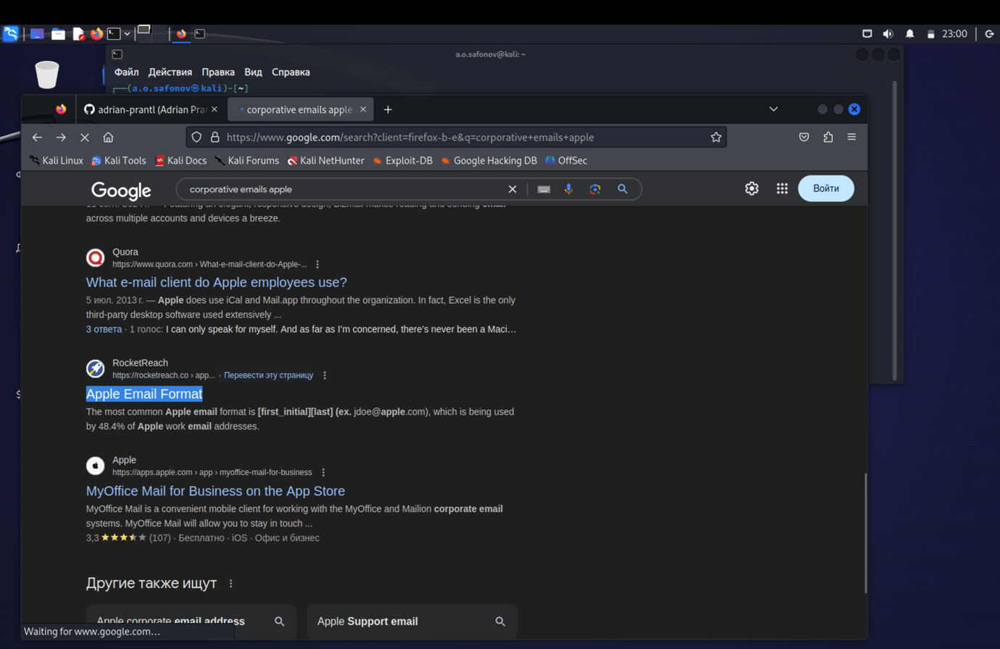 23:00
a.o.safonov@kali: ~
Файл Действия Правка Вид Справка
┌──(a.o.safonov㉿kali)-[~]
adrian-prantl (Adrian Pran
corporative emails apple
https://www.google.com/search?client=firefox-b-e&q=corporative+emails+apple
Kali Linux Kali Tools Kali Docs Kali Forums Kali NetHunter Exploit-DB Google Hacking DB OffSec
Google
corporative emails apple
Войти
across multiple accounts and devices a breeze.
Quora
https://www.quora.com › What-e-mail-client-do-Apple-...
What e-mail client do Apple employees use?
5 июл. 2013 г. — Apple does use iCal and Mail.app throughout the organization. In fact, Excel is the only
third-party desktop software used extensively ...
3 ответа · 1 голос: I can only speak for myself. And as far as I'm concerned, there's never been a Maci…
RocketReach
https://rocketreach.co › app... · Перевести эту страницу
Apple Email Format
The most common Apple email format is [first_initial][last] (ex. jdoe@apple.com), which is being used
by 48.4% of Apple work email addresses.
Apple
https://apps.apple.com › app › myoffice-mail-for-business
MyOffice Mail for Business on the App Store
MyOffice Mail is a convenient mobile client for working with the MyOffice and Mailion corporate email
systems. MyOffice Mail will allow you to stay in touch ...
3,3 ★★★★★ (107) · Бесплатно · iOS · Офис и бизнес
Другие также ищут
Apple corporate email address
Apple Support email
Waiting for www.google.com…